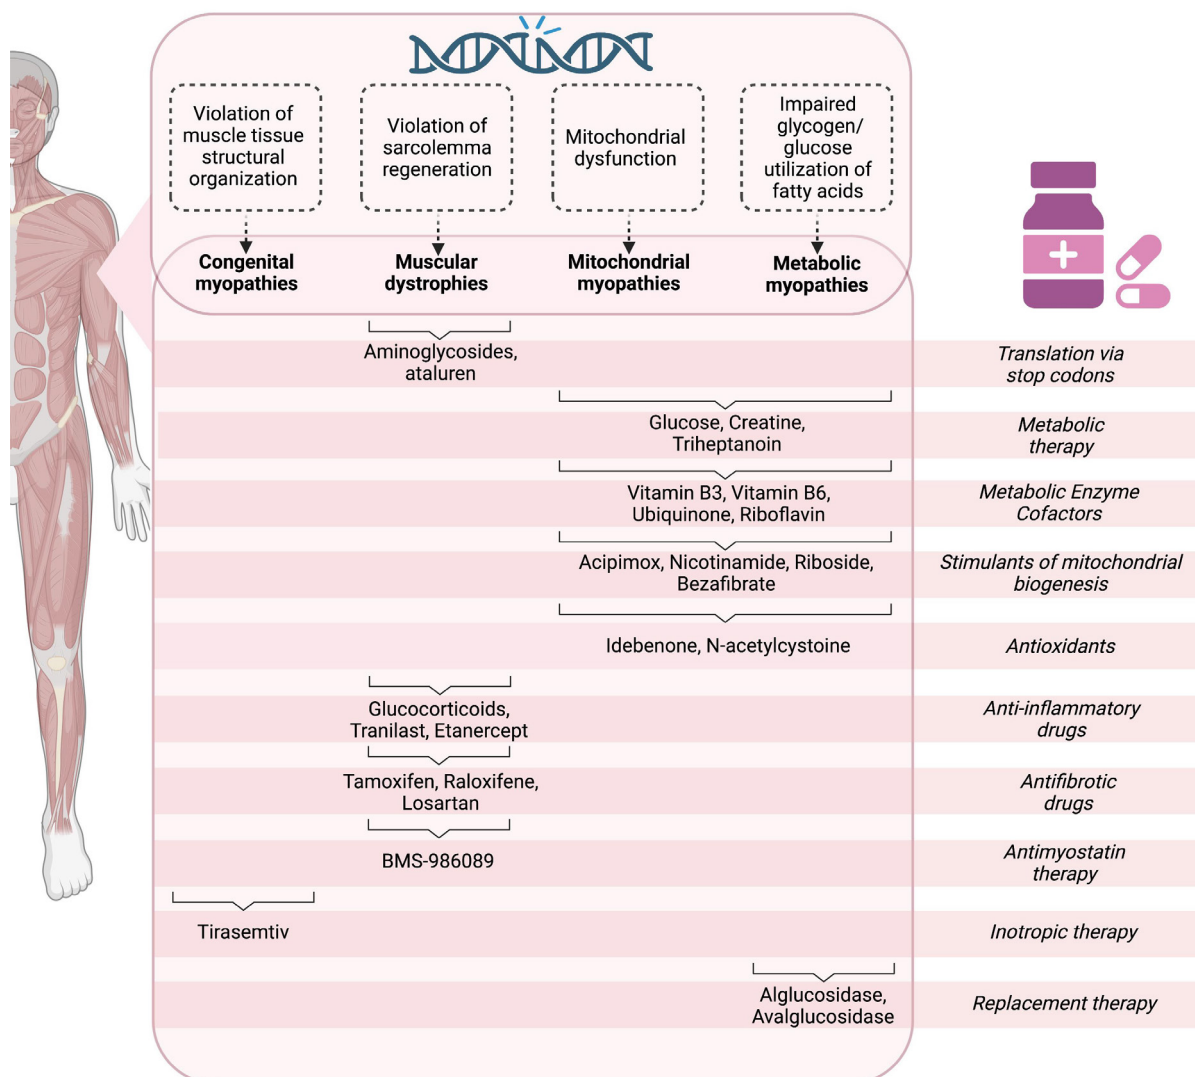 Violation of
muscle tissue
structural
organization
Violation of
sarcolemma
regeneration
Mitochondrial
dysfunction
Impaired
glycogen/
glucose
utilization of
fatty acids
Congenital
myopathies
Muscular
dystrophies
Mitochondrial
myopathies
Metabolic
myopathies
Aminoglycosides,
ataluren
Translation via
stop codons
Glucose, Creatine,
Triheptanoin
Metabolic
therapy
Vitamin B3, Vitamin B6,
Ubiquinone, Riboflavin
Metabolic Enzyme
Cofactors
Acipimox, Nicotinamide, Riboside,
Bezafibrate
Stimulants of mitochondrial
biogenesis
Idebenone, N-acetylcystoine
Antioxidants
Glucocorticoids,
Tranilast, Etanercept
Anti-inflammatory
drugs
Tamoxifen, Raloxifene,
Losartan
Antifibrotic
drugs
BMS-986089
Antimyostatin
therapy
Tirasemtiv
Inotropic therapy
Alglucosidase,
Avalglucosidase
Replacement therapy